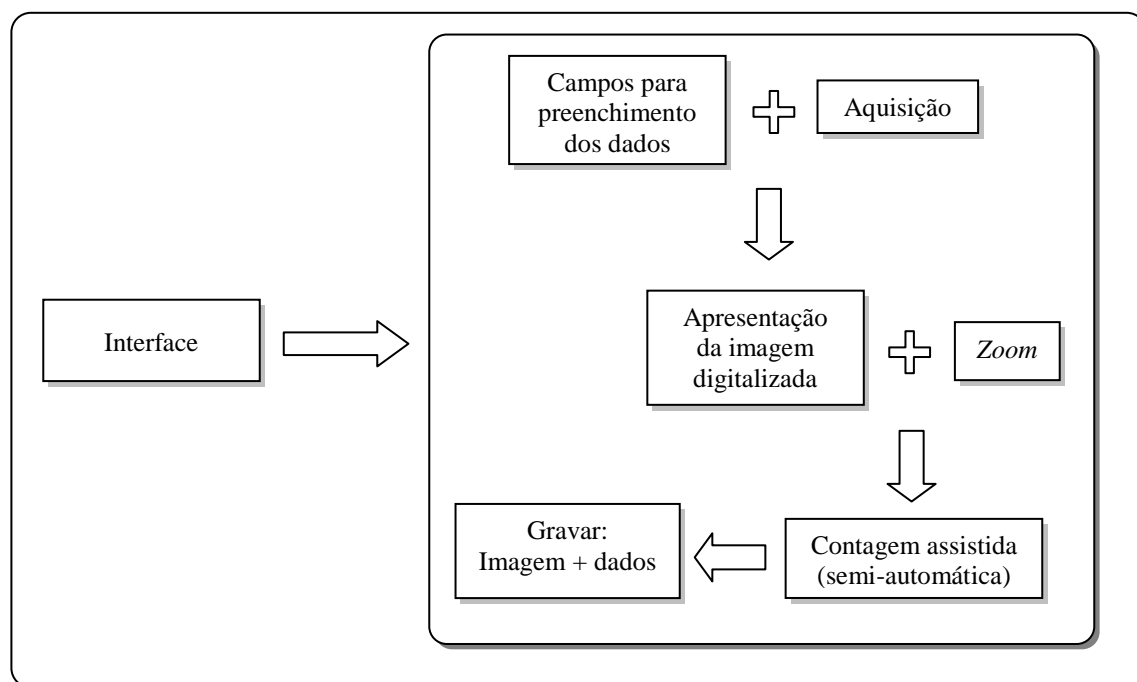 Campos para
preenchimento
dos dados
Aquisição
Interface
Apresentação
da imagem
digitalizada
Zoom
Gravar:
Imagem + dados
Contagem assistida
(semi-automática)